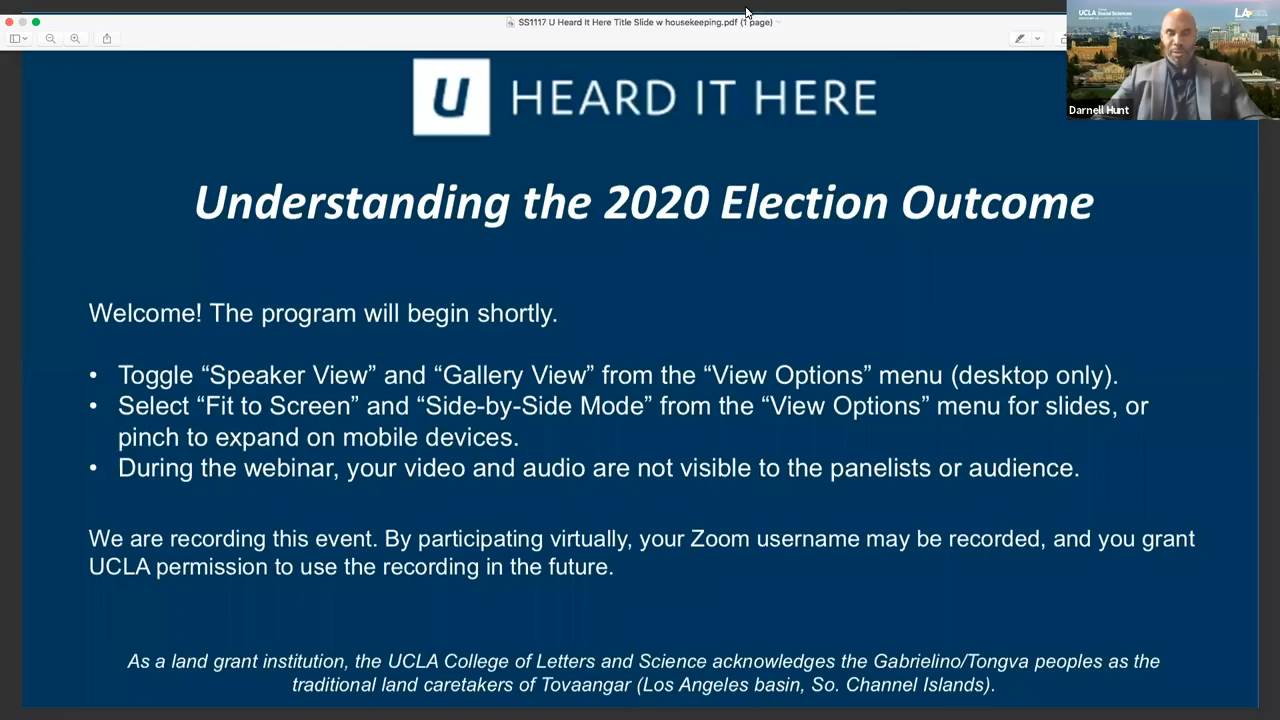 SS1117 U Heard It Here Title Slide w housekeeping.pdf (1 page)
UCLA Social Sciences
LA
Darnell Hunt
U HEARD IT HERE
Understanding the 2020 Election Outcome
Welcome! The program will begin shortly.
• Toggle “Speaker View” and “Gallery View” from the “View Options” menu (desktop only).
• Select “Fit to Screen” and “Side-by-Side Mode” from the “View Options” menu for slides, or
pinch to expand on mobile devices.
• During the webinar, your video and audio are not visible to the panelists or audience.
We are recording this event. By participating virtually, your Zoom username may be recorded, and you grant
UCLA permission to use the recording in the future.
As a land grant institution, the UCLA College of Letters and Science acknowledges the Gabrielino/Tongva peoples as the
traditional land caretakers of Tovaangar (Los Angeles basin, So. Channel Islands).